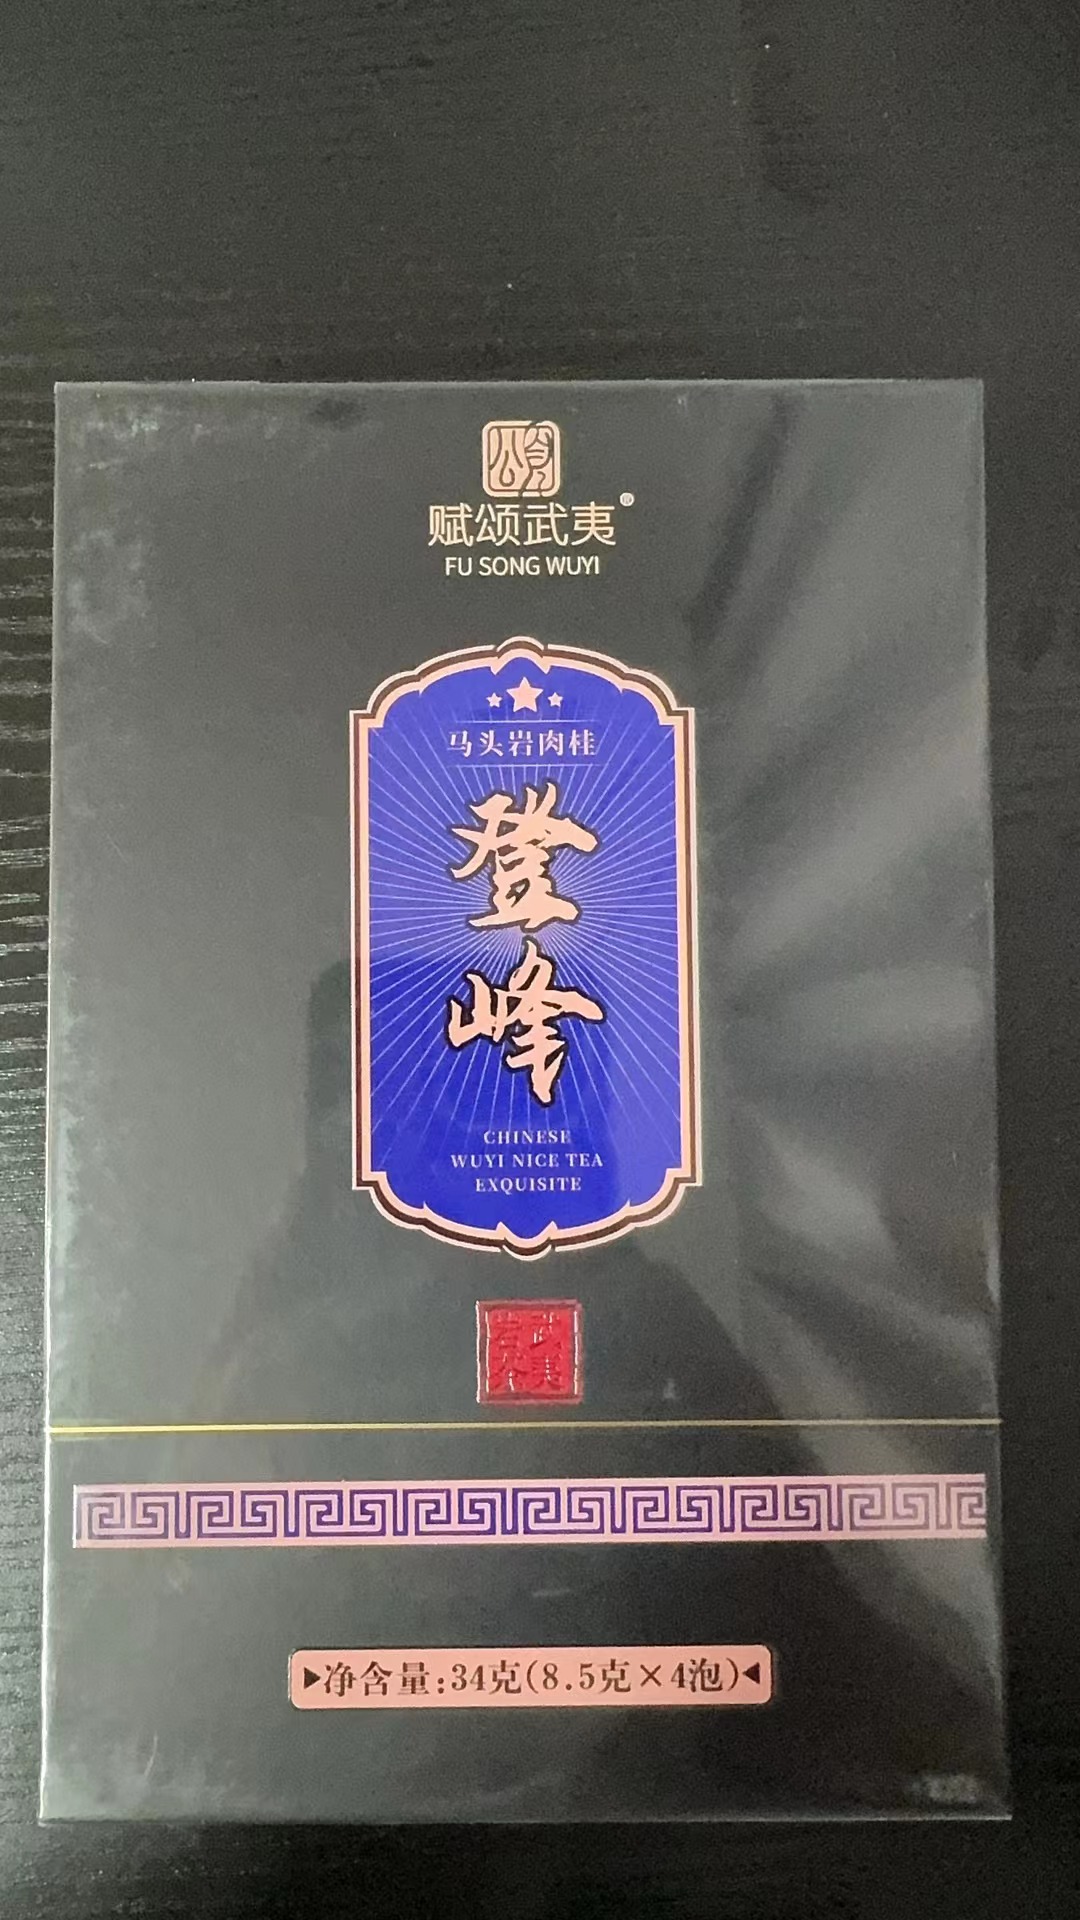 颂
赋颂武夷®
FU SONG WUYI
马头岩肉桂
登
峰
CHINESE
WUYI NICE TEA
EXQUISITE
武夷
岩茶
净含量:34克(8.5克×4泡)